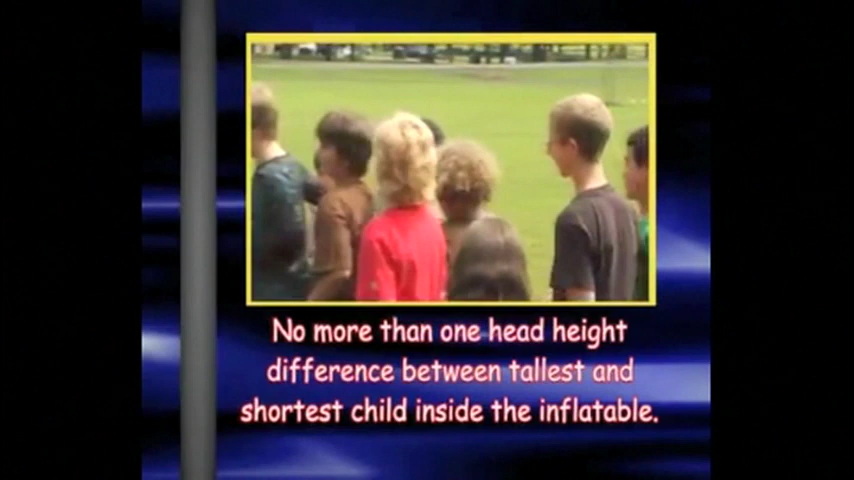 No more than one head height
difference between tallest and
shortest child inside the inflatable.